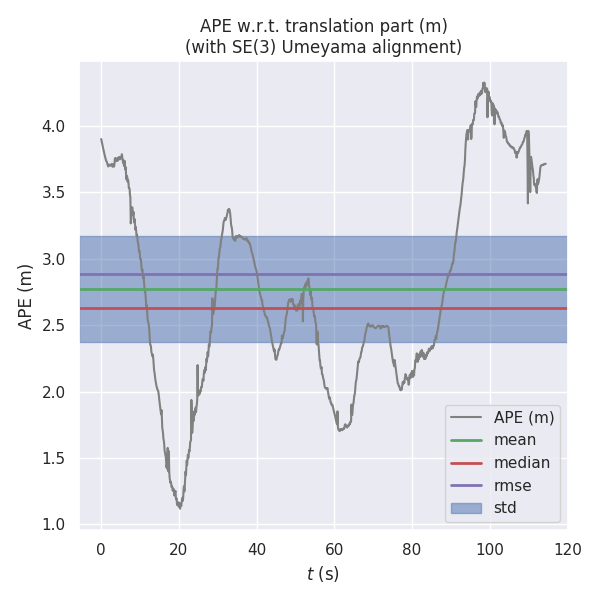 APE w.r.t. translation part (m)
(with SE(3) Umeyama alignment)
APE (m)
4.0
3.5
3.0
2.5
2.0
1.5
1.0
0
20
40
60
80
100
120
t (s)
APE (m)
mean
median
rmse
std